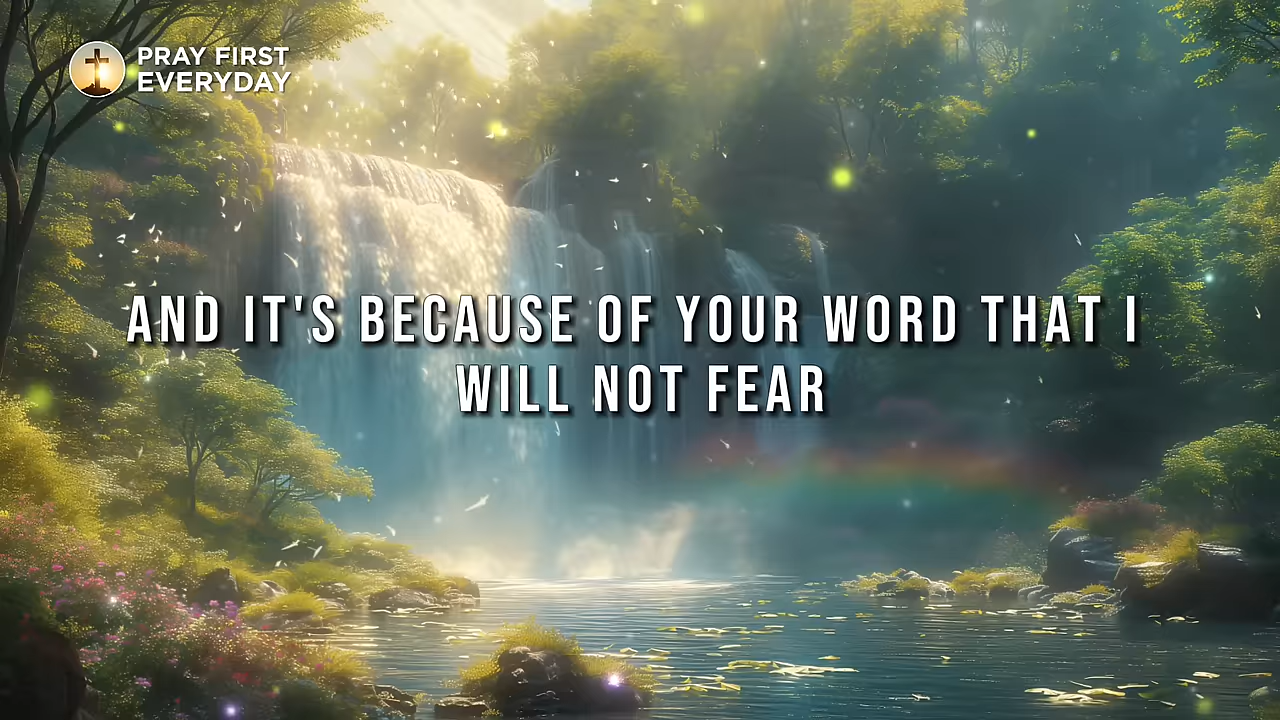 PRAY FIRST
EVERYDAY
AND IT'S BECAUSE OF YOUR WORD THAT I
WILL NOT FEAR